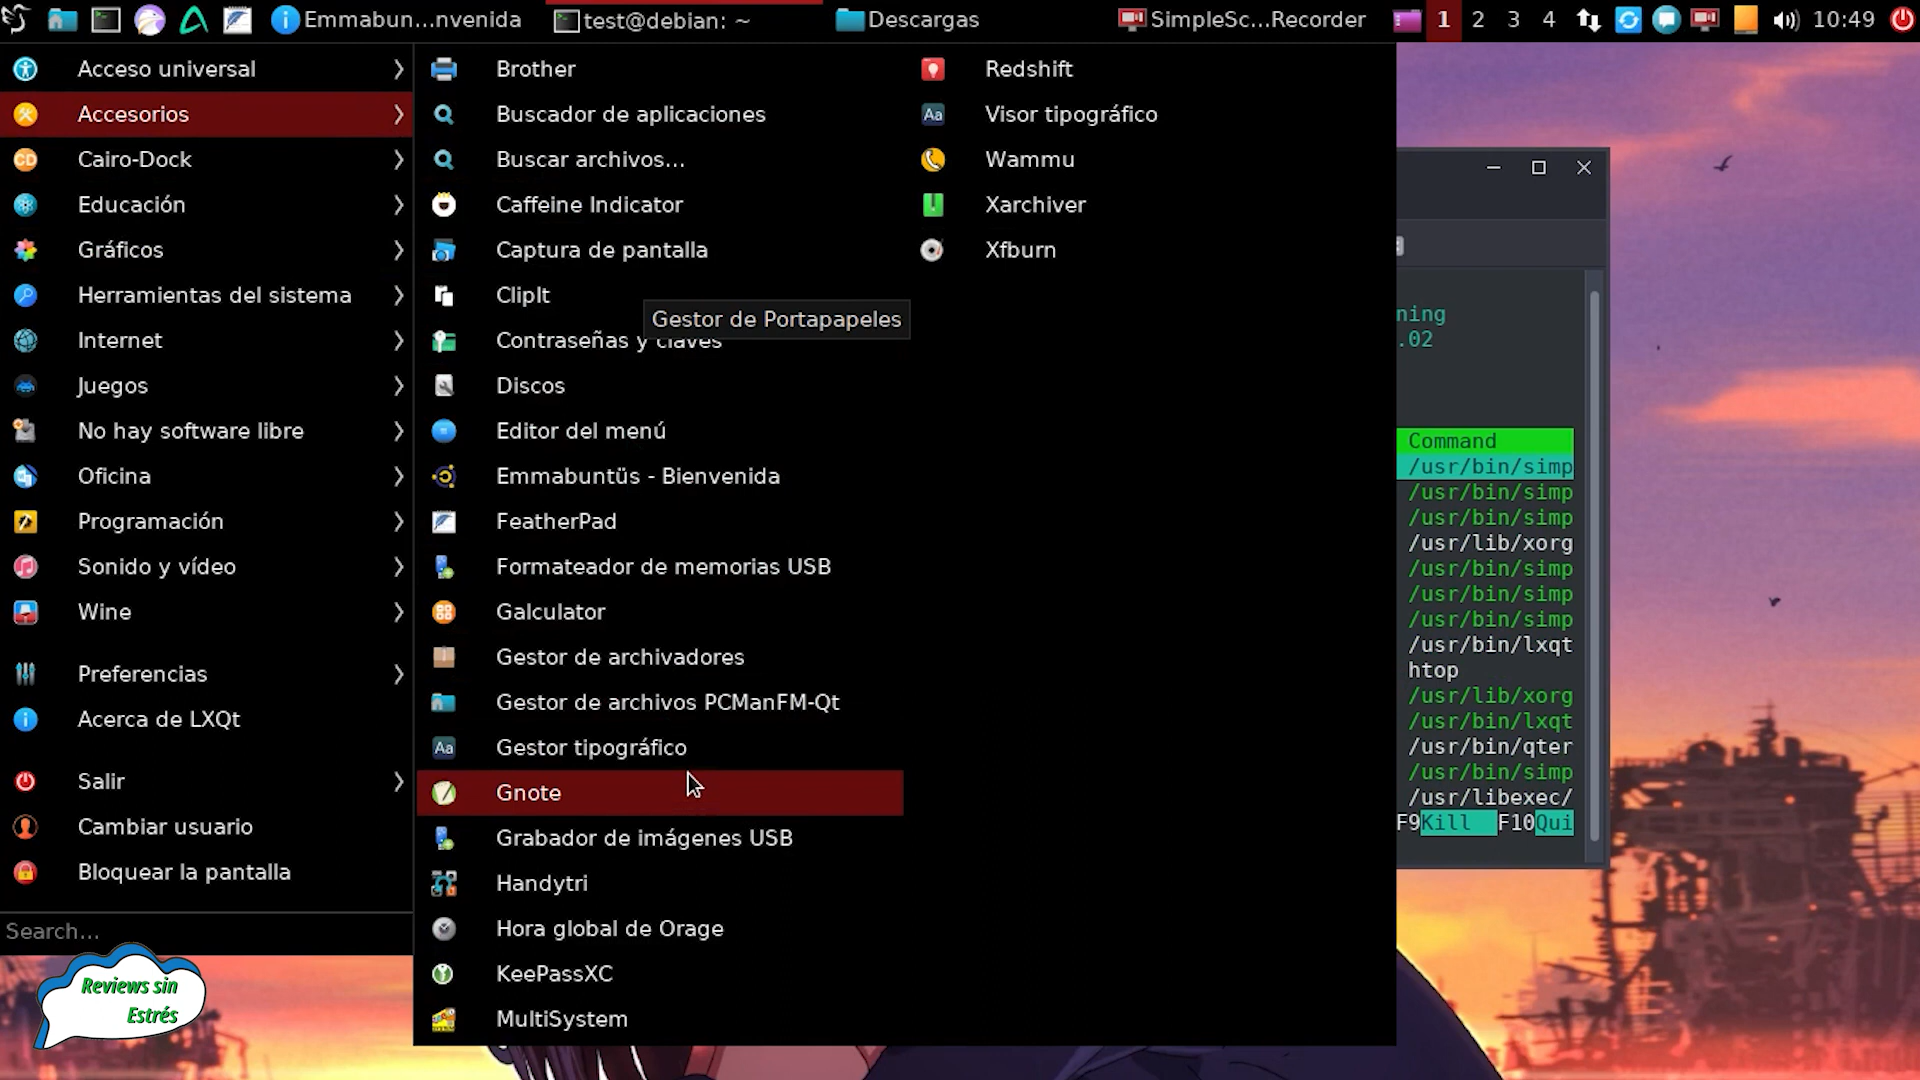 Emmabun...nvenida
test@debian: ~
Descargas
SimpleSc...Recorder
1
2
3
4
10:49
Acceso universal
Accesorios
Cairo-Dock
Educación
Gráficos
Herramientas del sistema
Internet
Juegos
No hay software libre
Oficina
Programación
Sonido y vídeo
Wine
Preferencias
Acerca de LXQt
Salir
Cambiar usuario
Bloquear la pantalla
Search...
Brother
Buscador de aplicaciones
Buscar archivos...
Caffeine Indicator
Captura de pantalla
ClipIt
Gestor de Portapapeles
Contraseñas y claves
Discos
Editor del menú
Emmabuntüs - Bienvenida
FeatherPad
Formateador de memorias USB
Galculator
Gestor de archivadores
Gestor de archivos PCManFM-Qt
Gestor tipográfico
Gnote
Grabador de imágenes USB
Handytri
Hora global de Orage
KeePassXC
MultiSystem
Redshift
Visor tipográfico
Wammu
Xarchiver
Xfburn
ning
.02
Command
/usr/bin/simp
/usr/bin/simp
/usr/bin/simp
/usr/lib/xorg
/usr/bin/simp
/usr/bin/simp
/usr/bin/simp
/usr/bin/lxqt
htop
/usr/lib/xorg
/usr/bin/lxqt
/usr/bin/qter
/usr/bin/simp
/usr/libexec/
F9Kill F10Qui
Reviews sin
Estrés